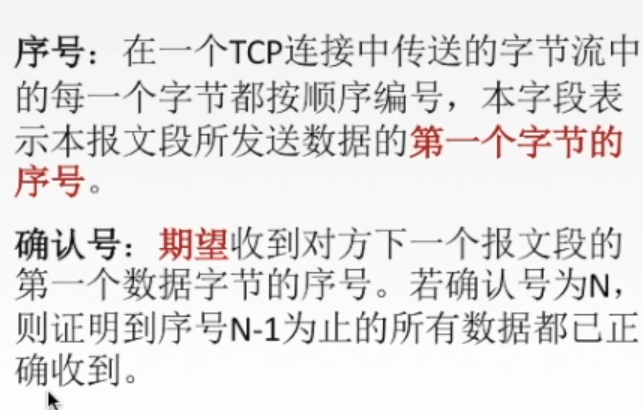 序号：在一个TCP连接中传送的字节流中
的每一个字节都按顺序编号，本字段表
示本报文段所发送数据的第一个字节的
序号。
确认号：期望收到对方下一个报文段的
第一个数据字节的序号。若确认号为N，
则证明到序号N-1为止的所有数据都已正
确收到。